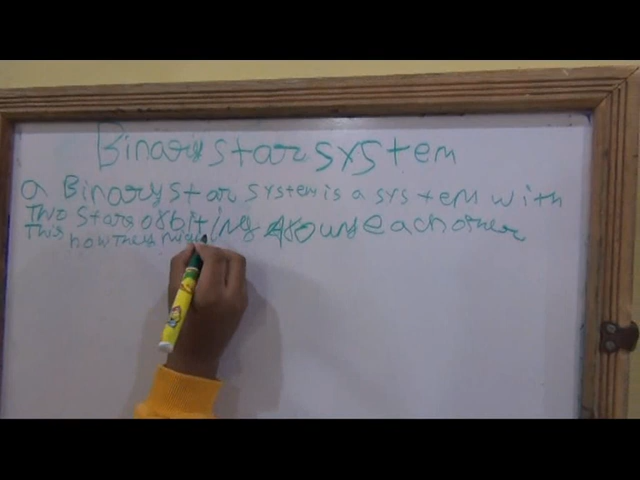 Binary star system
a Binary star system is a system with
Two stars orbiting around each other
This how they